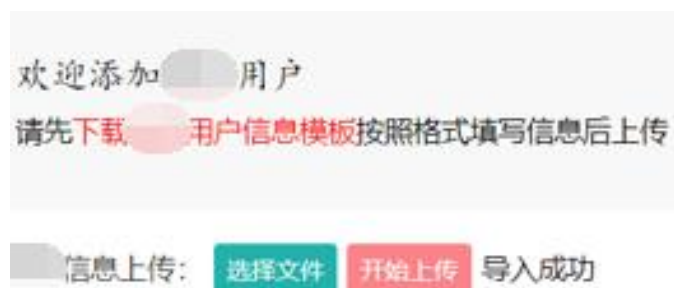 欢迎添加 用户
请先下载 用户信息模板按照格式填写信息后上传
信息上传： 选择文件 开始上传 导入成功